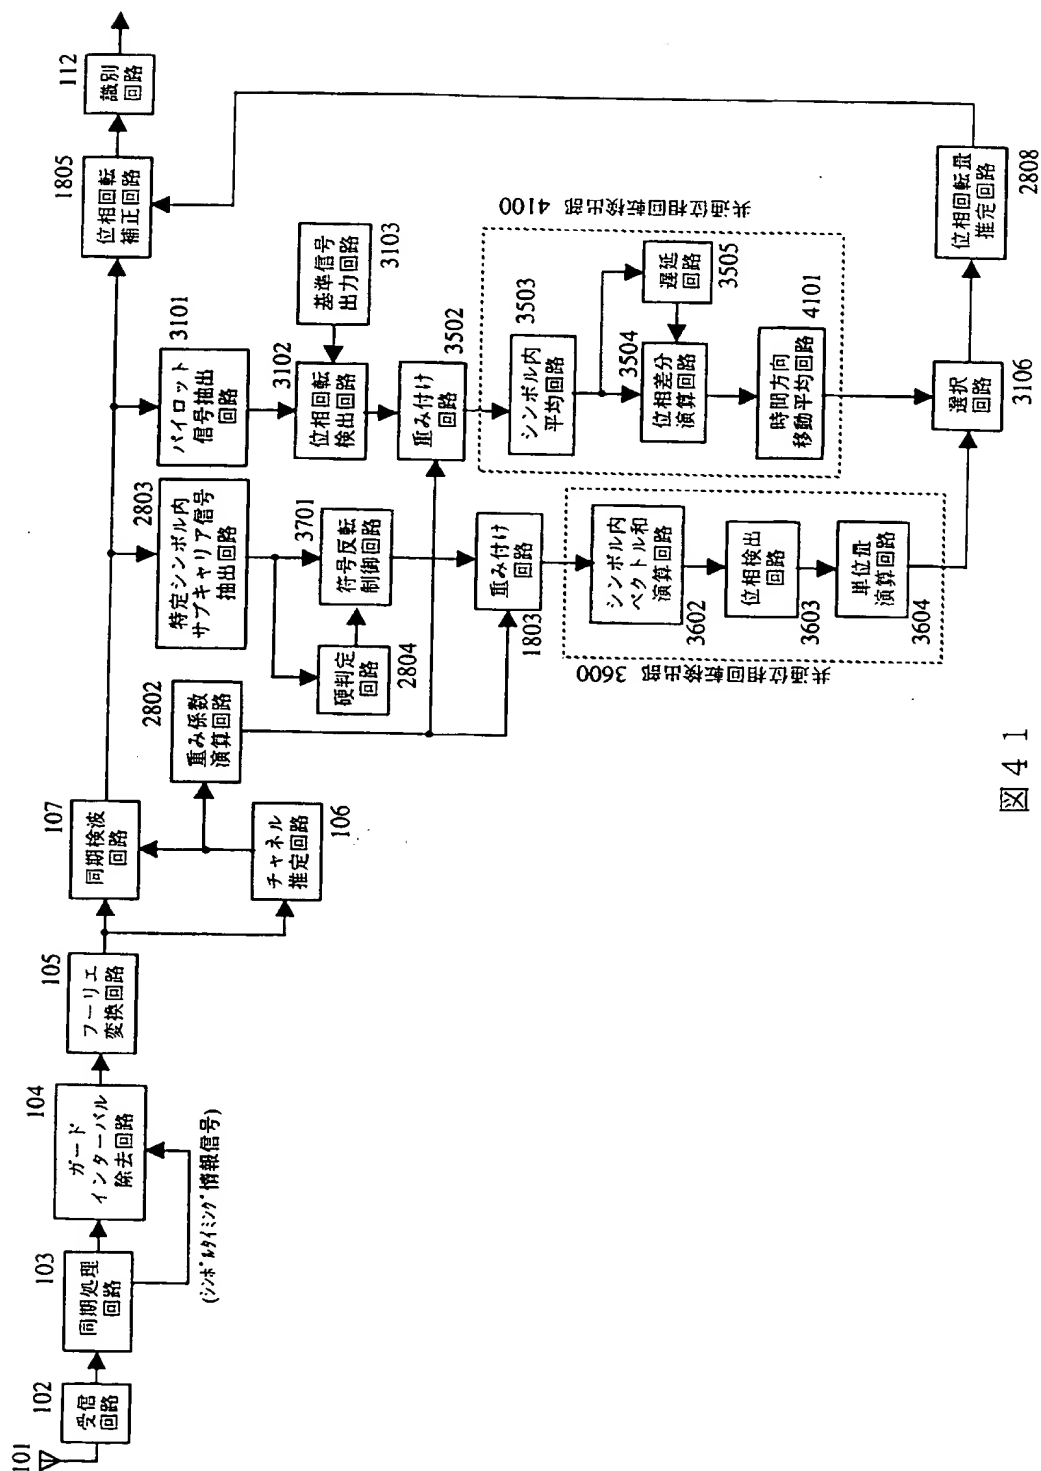 101
102
受信
回路
103
同期処理
回路
(シンボルタイミング情報信号)
104
ガード
インターバル
除去回路
105
フーリエ
変換回路
107
同期検波
回路
チャネル
推定回路
106
2802
重み係数
演算回路
2803
特定シンボル内
サブキャリア信号
抽出回路
3101
パイロット
信号抽出
回路
1805
位相回転
補正回路
112
識別
回路
硬判定
回路
2804
3701
符号反転
制御回路
3102
位相回転
検出回路
基準信号
出力回路
3103
重み付け
回路
3502
重み付け
回路
1803
共通位相回転検出部 4100
シンボル内
平均回路
3503
遅延
回路
3505
3504
位相差分
演算回路
時間方向
移動平均回路
4101
シンボル内
ベクトル和
演算回路
3602
位相検出
回路
3603
単位量
演算回路
3604
共通位相回転検出部 3600
選択
回路
3106
位相回転量
推定回路
2808
図41